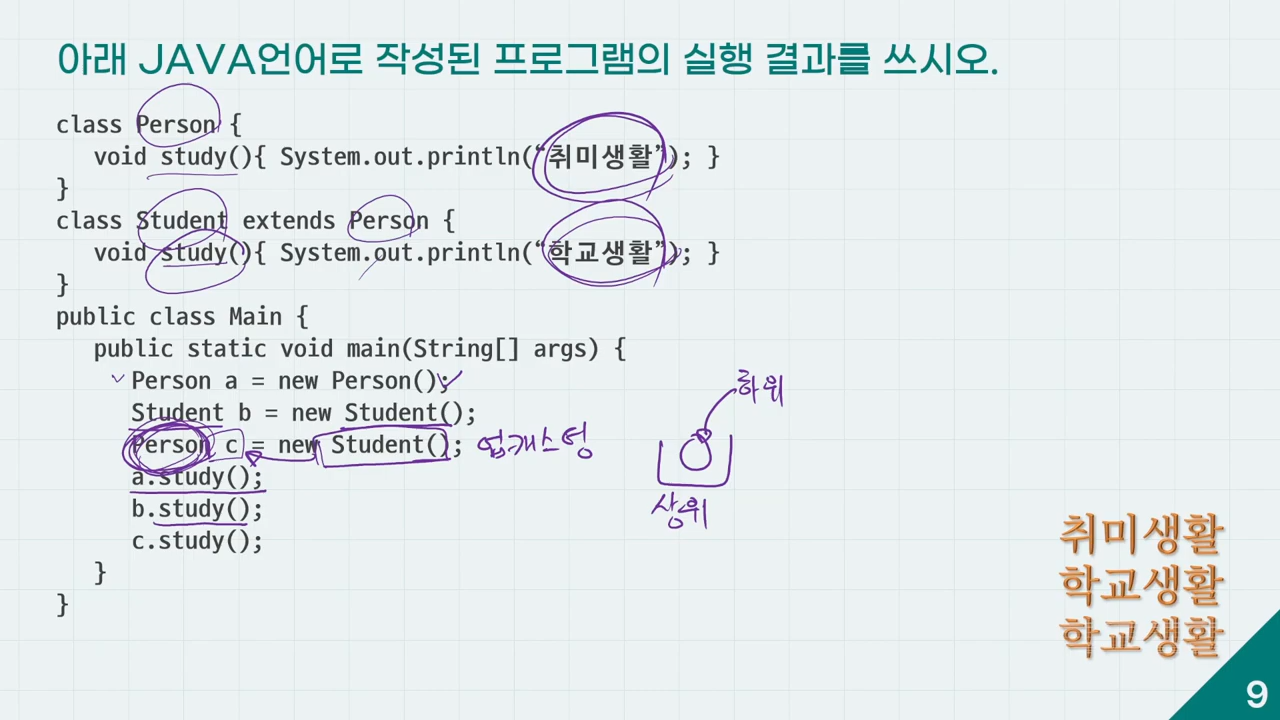 아래 JAVA언어로 작성된 프로그램의 실행 결과를 쓰시오.
class Person {
void study(){ System.out.println(“취미생활”); }
}
class Student extends Person {
void study(){ System.out.println(“학교생활”); }
}
public class Main {
public static void main(String[] args) {
Person a = new Person();
Student b = new Student();
Person c = new Student(); 업캐스팅
a.study();
b.study();
c.study();
}
}
하위
상위
취미생활
학교생활
학교생활
9